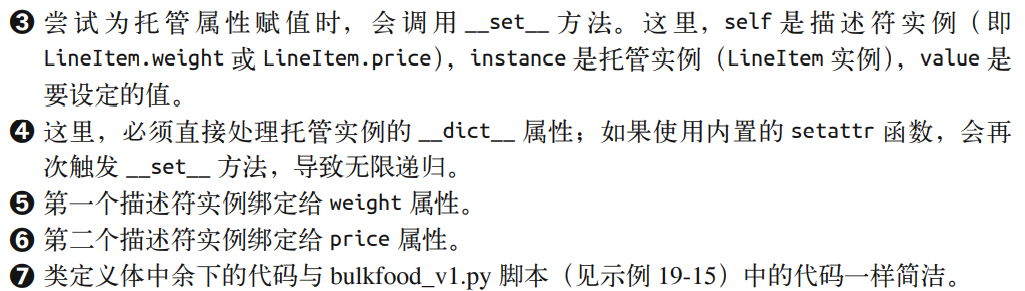 ❸ 尝试为托管属性赋值时，会调用 __set__ 方法。这里，self 是描述符实例（即
LineItem.weight 或 LineItem.price），instance 是托管实例（LineItem 实例），value 是
要设定的值。
❹ 这里，必须直接处理托管实例的 __dict__ 属性；如果使用内置的 setattr 函数，会再
次触发 __set__ 方法，导致无限递归。
❺ 第一个描述符实例绑定给 weight 属性。
❻ 第二个描述符实例绑定给 price 属性。
❼ 类定义体中余下的代码与 bulkfood_v1.py 脚本（见示例 19-15）中的代码一样简洁。